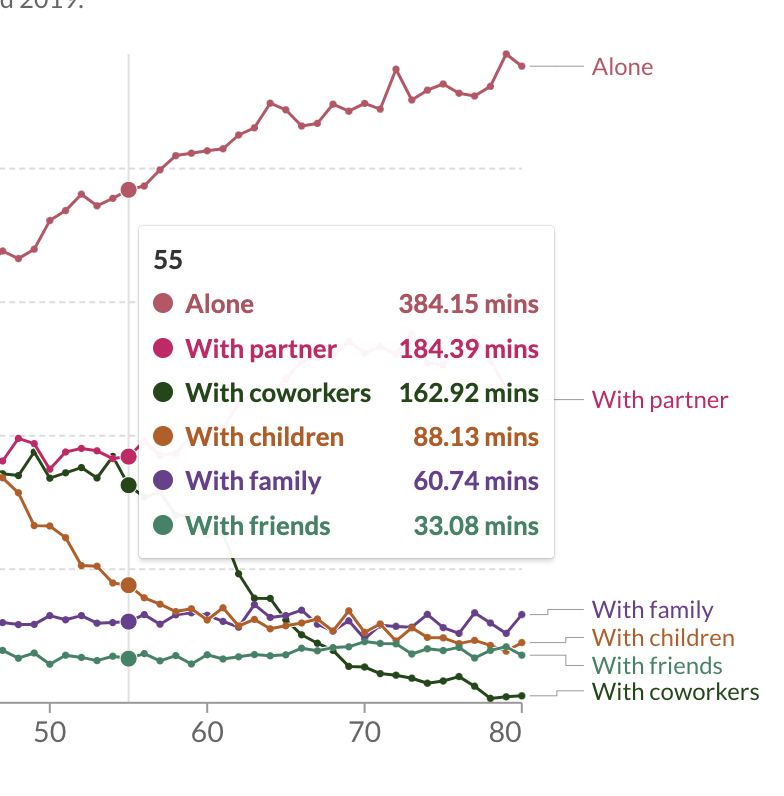 d 2019.
Alone
55
Alone 384.15 mins
With partner 184.39 mins
With coworkers 162.92 mins
With children 88.13 mins
With family 60.74 mins
With friends 33.08 mins
With partner
With family
With children
With friends
With coworkers
50 60 70 80